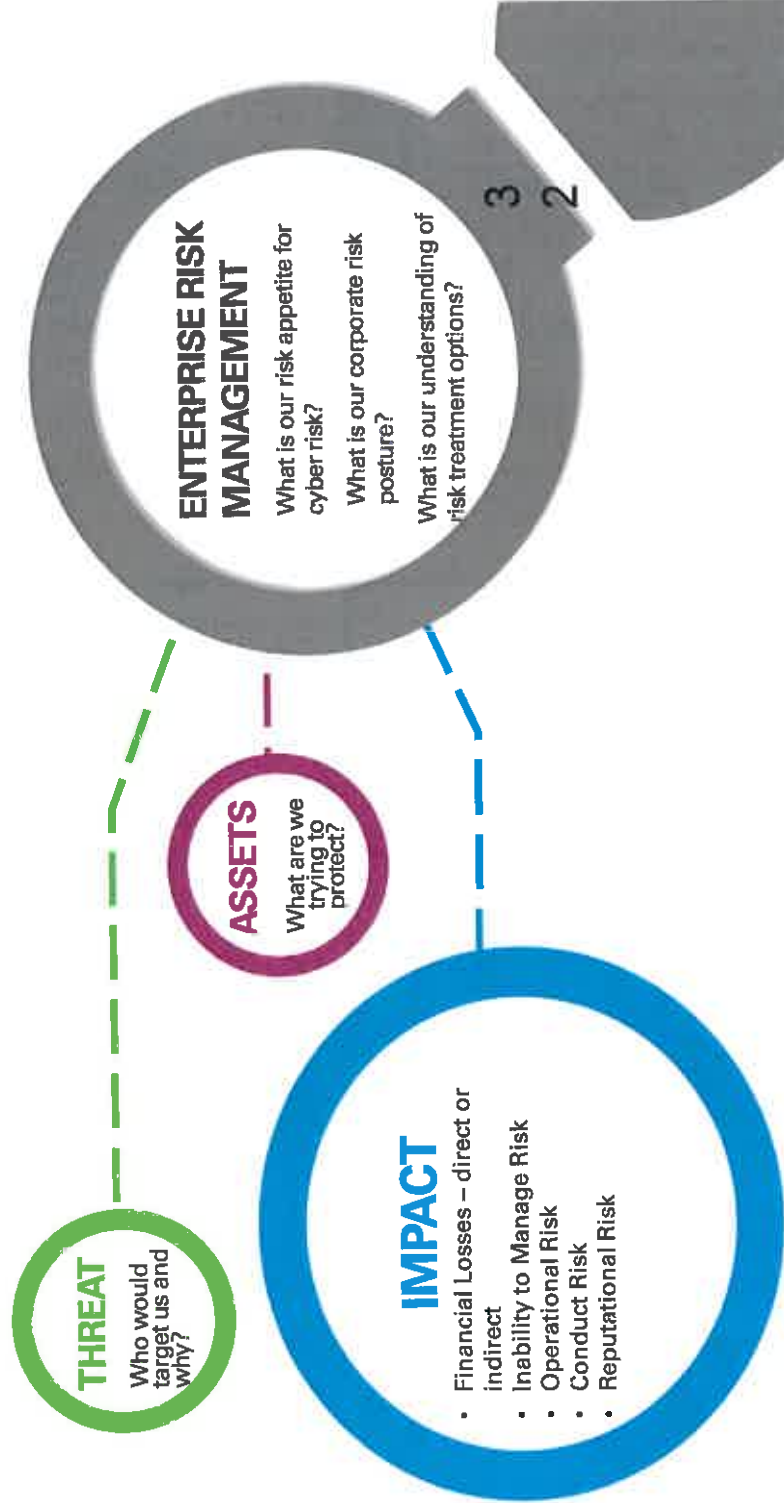 THREAT
Who would
target us and
why?
ASSETS
What are we
trying to
protect?
IMPACT
• Financial Losses – direct or
indirect
• Inability to Manage Risk
• Operational Risk
• Conduct Risk
• Reputational Risk
ENTERPRISE RISK
MANAGEMENT
What is our risk appetite for
cyber risk?
What is our corporate risk
posture?
What is our understanding of
risk treatment options?
3
2